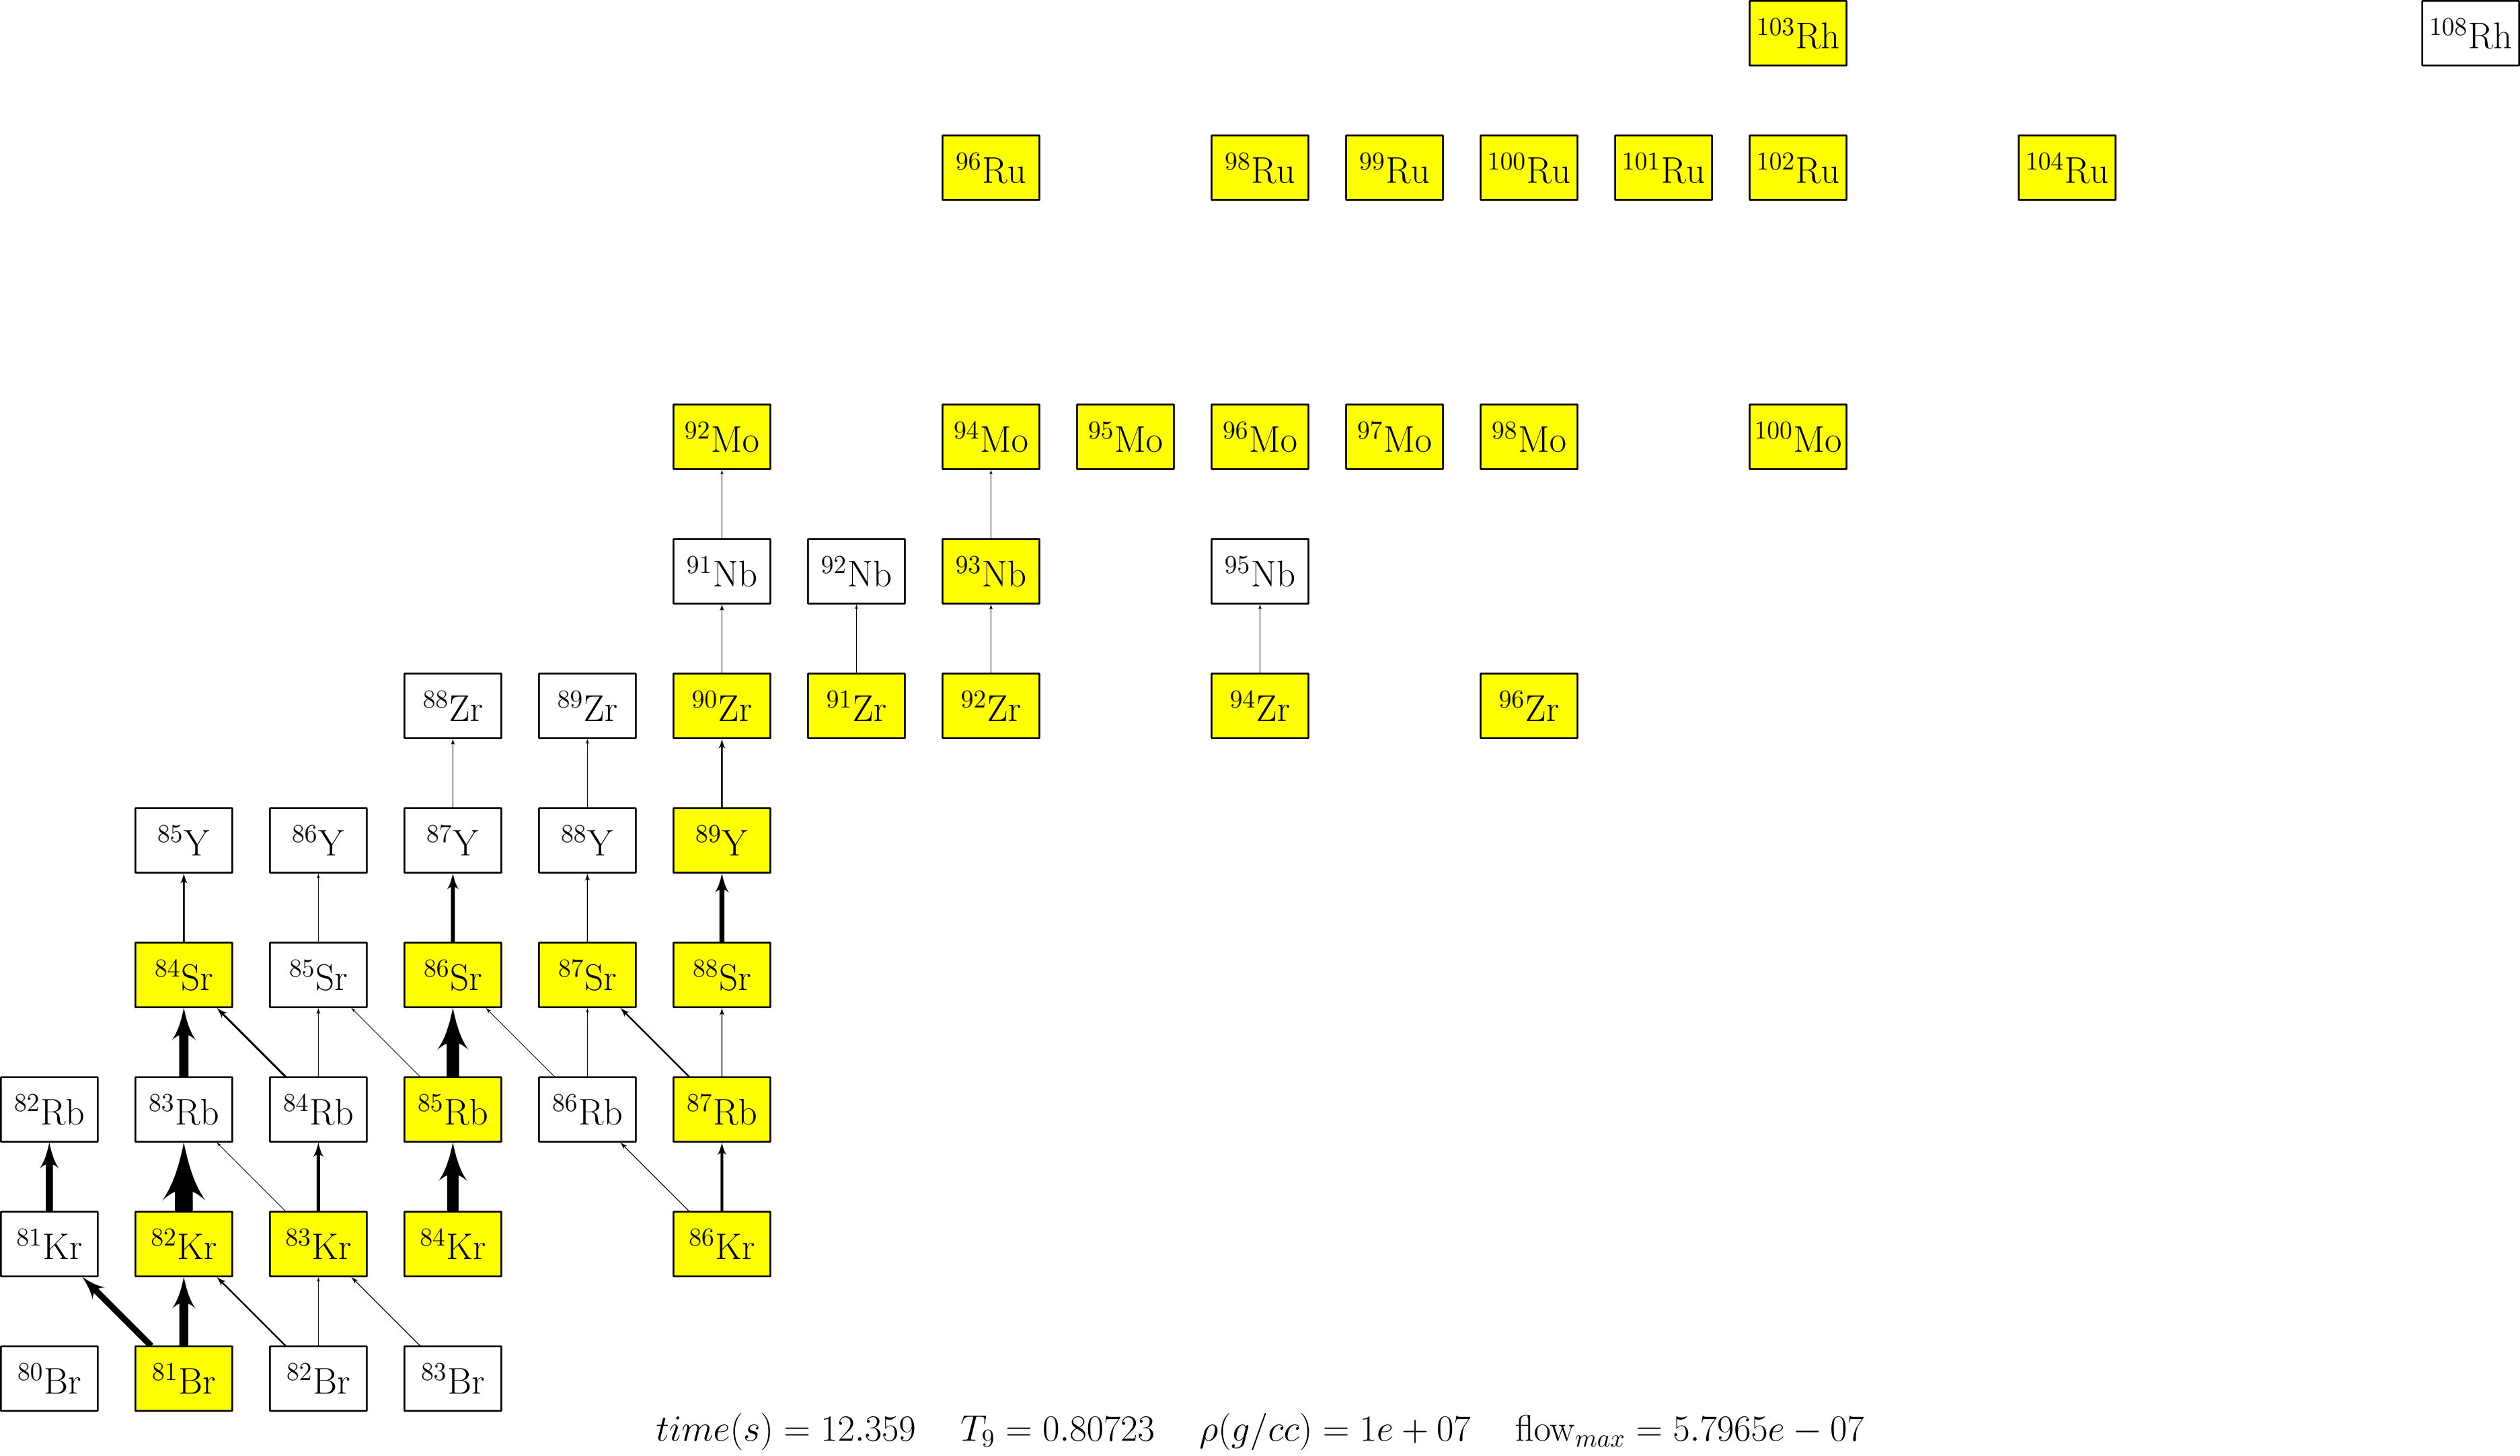 ¹⁰³Rh ¹⁰⁸Rh
⁹⁶Ru ⁹⁸Ru ⁹⁹Ru ¹⁰⁰Ru ¹⁰¹Ru ¹⁰²Ru ¹⁰⁴Ru
⁹²Mo ⁹⁴Mo ⁹⁵Mo ⁹⁶Mo ⁹⁷Mo ⁹⁸Mo ¹⁰⁰Mo
⁹¹Nb ⁹²Nb ⁹³Nb ⁹⁵Nb
⁸⁸Zr ⁸⁹Zr ⁹⁰Zr ⁹¹Zr ⁹²Zr ⁹⁴Zr ⁹⁶Zr
⁸⁵Y ⁸⁶Y ⁸⁷Y ⁸⁸Y ⁸⁹Y
⁸⁴Sr ⁸⁵Sr ⁸⁶Sr ⁸⁷Sr ⁸⁸Sr
⁸²Rb ⁸³Rb ⁸⁴Rb ⁸⁵Rb ⁸⁶Rb ⁸⁷Rb
⁸¹Kr ⁸²Kr ⁸³Kr ⁸⁴Kr ⁸⁶Kr
⁸⁰Br ⁸¹Br ⁸²Br ⁸³Br
time(s) = 12.359 T₉ = 0.80723 ρ(g/cc) = 1e + 07 flowₘₐₓ = 5.7965e − 07